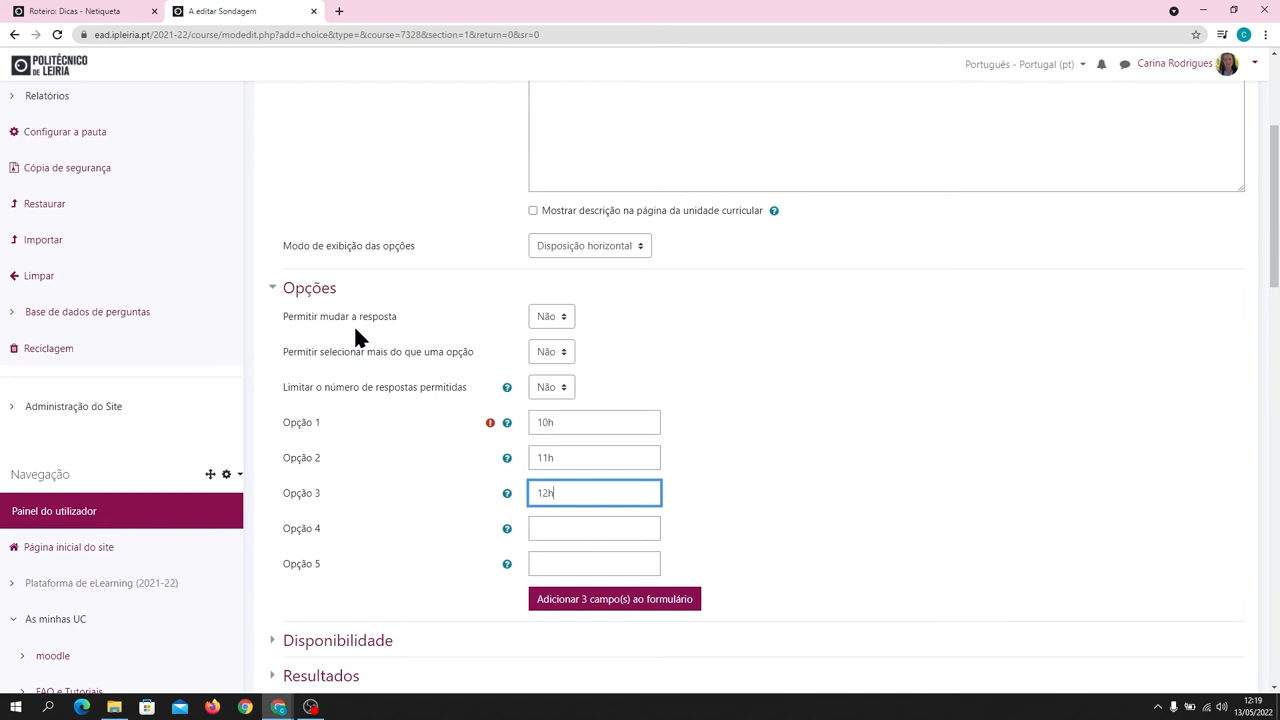 Roteiro: Dicas - Netiqueta
A editar Sondagem
ead.ipleiria.pt/2021-22/course/modedit.php?add=choice&type=&course=7328&section=1&return=0&sr=0
C
POLITÉCNICO
DE LEIRIA
Português - Portugal (pt)
Carina Rodrigues
Relatórios
Configurar a pauta
Cópia de segurança
Restaurar
Importar
Limpar
Base de dados de perguntas
Reciclagem
Administração do Site
Navegação
Painel do utilizador
Página inicial do site
Plataforma de eLearning (2021-22)
As minhas UC
moodle
FAQ e Tutoriais
Mostrar descrição na página da unidade curricular
Modo de exibição das opções
Disposição horizontal
Opções
Permitir mudar a resposta
Não
Permitir selecionar mais do que uma opção
Não
Limitar o número de respostas permitidas
Não
Opção 1
10h
Opção 2
11h
Opção 3
12h
Opção 4
Opção 5
Adicionar 3 campo(s) ao formulário
Disponibilidade
Resultados
12:19
13/05/2022